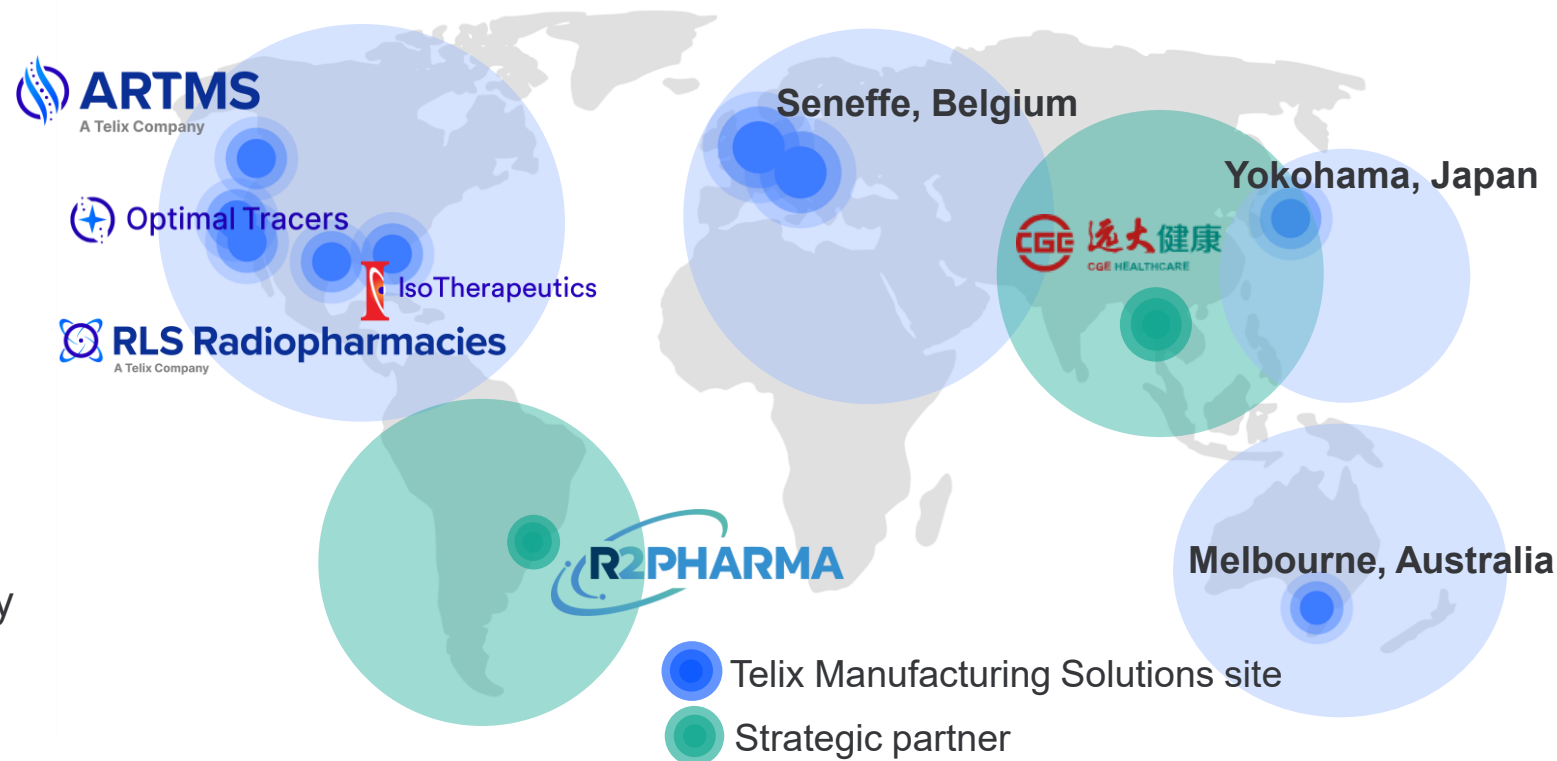 ARTMS
A Telix Company
Seneffe, Belgium
Yokohama, Japan
Optimal Tracers
CGE 远大健康
CGE HEALTHCARE
IsoTherapeutics
RLS Radiopharmacies
A Telix Company
R2PHARMA
Melbourne, Australia
y
Telix Manufacturing Solutions site
Strategic partner